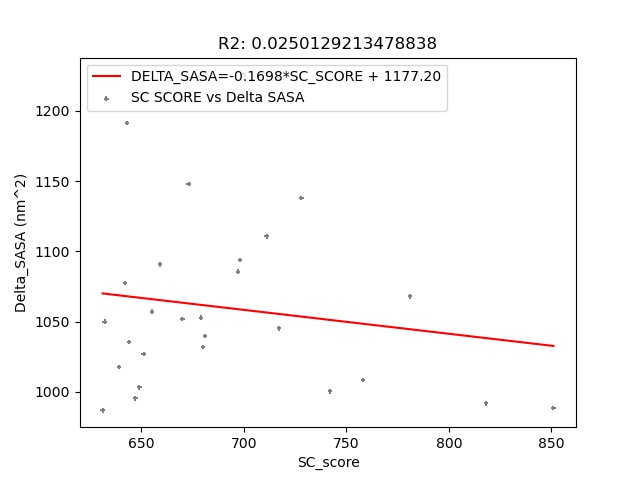 R2: 0.0250129213478838
DELTA_SASA=-0.1698*SC_SCORE + 1177.20
SC SCORE vs Delta SASA
1200
1150
1100
1050
1000
Delta_SASA (nm^2)
650 700 750 800 850
SC_score